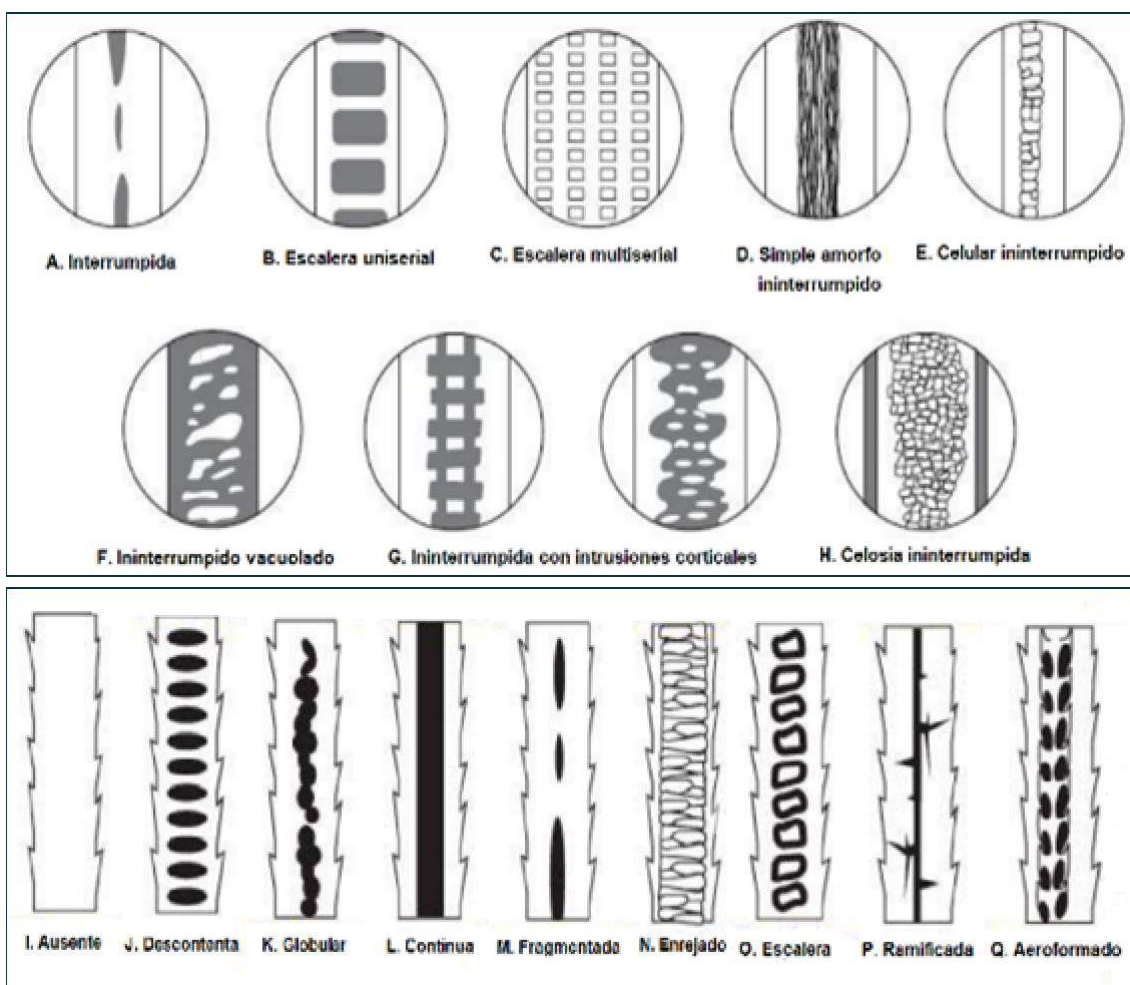 A. Interrumpida
B. Escalera uniserial
C. Escalera multiserial
D. Simple amorfo
ininterrumpido
E. Celular ininterrumpido
F. Ininterrumpido vacuolado
G. Ininterrumpida con intrusiones corticales
H. Celosia ininterrumpida
I. Ausente
J. Descontenta
K. Globular
L. Continua
M. Fragmentada
N. Enrejado
O. Escalera
P. Ramificada
Q. Aeroformado